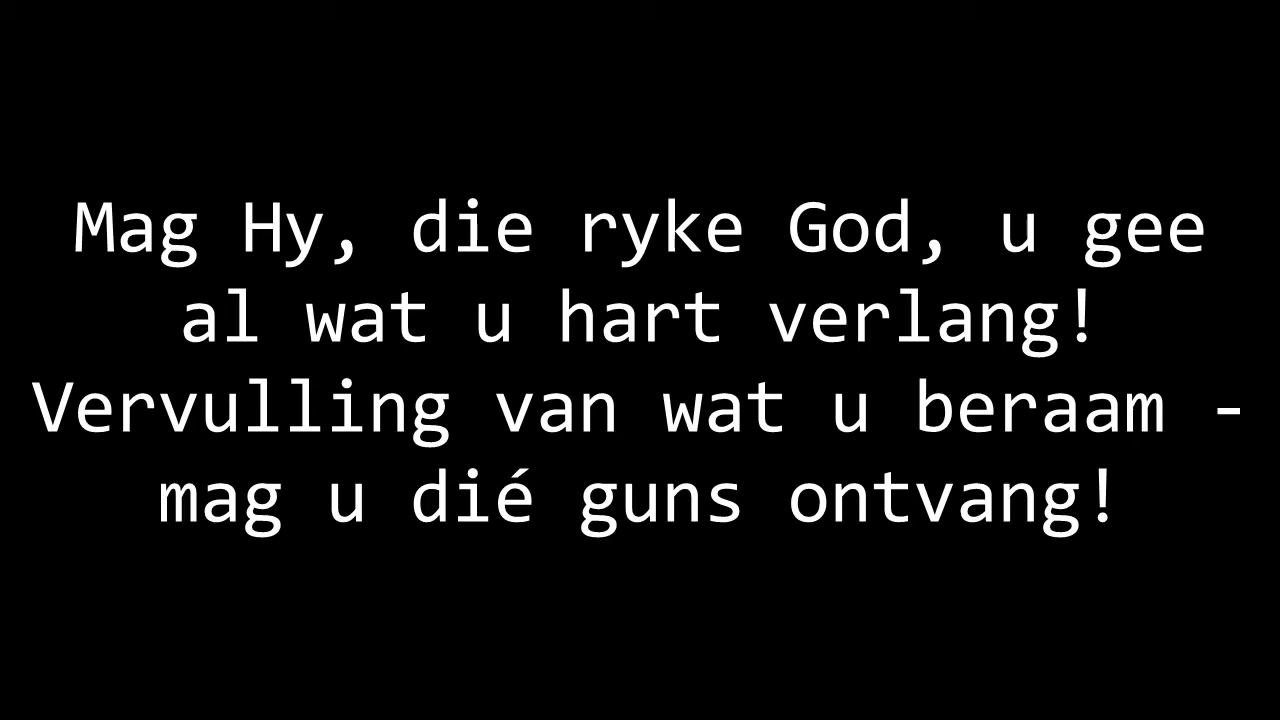 Mag Hy, die ryke God, u gee
al wat u hart verlang!
Vervulling van wat u beraam -
mag u dié guns ontvang!